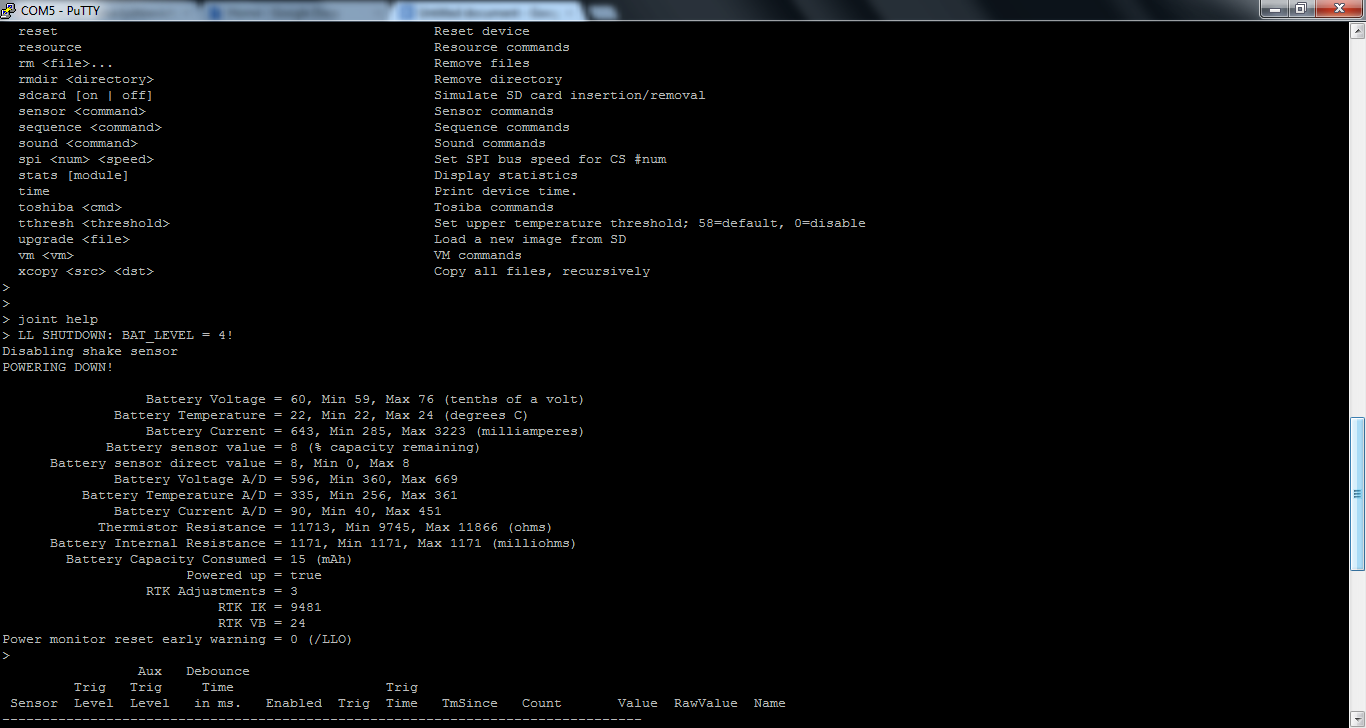 COM5 - PuTTY
reset Reset device
resource Resource commands
rm <file>... Remove files
rmdir <directory> Remove directory
sdcard [on | off] Simulate SD card insertion/removal
sensor <command> Sensor commands
sequence <command> Sequence commands
sound <command> Sound commands
spi <num> <speed> Set SPI bus speed for CS #num
stats [module] Display statistics
time Print device time.
toshiba <cmd> Tosiba commands
tthresh <threshold> Set upper temperature threshold; 58=default, 0=disable
upgrade <file> Load a new image from SD
vm <vm> VM commands
xcopy <src> <dst> Copy all files, recursively
>
>
> joint help
> LL SHUTDOWN: BAT_LEVEL = 4!
Disabling shake sensor
POWERING DOWN!
Battery Voltage = 60, Min 59, Max 76 (tenths of a volt)
Battery Temperature = 22, Min 22, Max 24 (degrees C)
Battery Current = 643, Min 285, Max 3223 (milliamperes)
Battery sensor value = 8 (% capacity remaining)
Battery sensor direct value = 8, Min 0, Max 8
Battery Voltage A/D = 596, Min 360, Max 669
Battery Temperature A/D = 335, Min 256, Max 361
Battery Current A/D = 90, Min 40, Max 451
Thermistor Resistance = 11713, Min 9745, Max 11866 (ohms)
Battery Internal Resistance = 1171, Min 1171, Max 1171 (milliohms)
Battery Capacity Consumed = 15 (mAh)
Powered up = true
RTK Adjustments = 3
RTK IK = 9481
RTK VB = 24
Power monitor reset early warning = 0 (/LLO)
>
Aux Debounce
Trig Trig Time Trig
Sensor Level Level in ms. Enabled Trig Time TmSince Count Value RawValue Name
--------------------------------------------------------------------------------